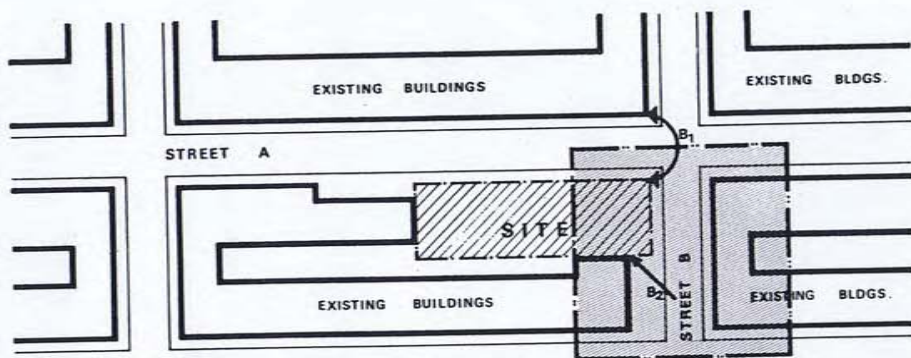 EXISTING BUILDINGS
EXISTING BLDGS.
B1
STREET A
SITE
B2
STREET B
EXISTING BUILDINGS
EXISTING BLDGS.